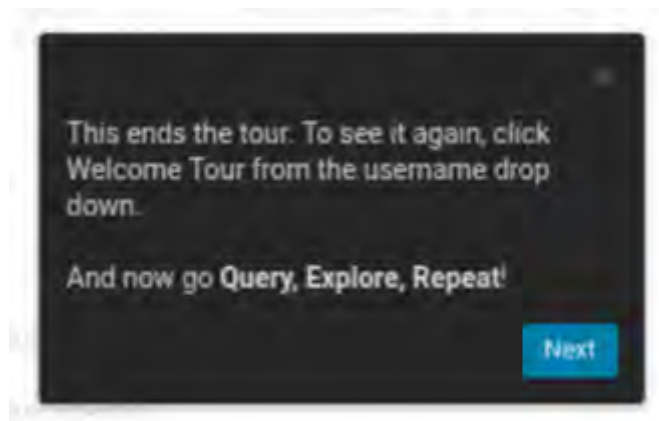 This ends the tour. To see it again, click
Welcome Tour from the username drop
down.
And now go Query, Explore, Repeat!
Next